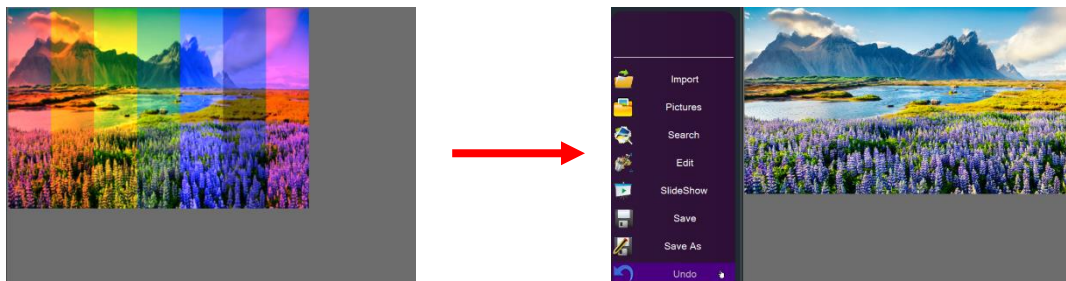 Import
Pictures
Search
Edit
SlideShow
Save
Save As
Undo